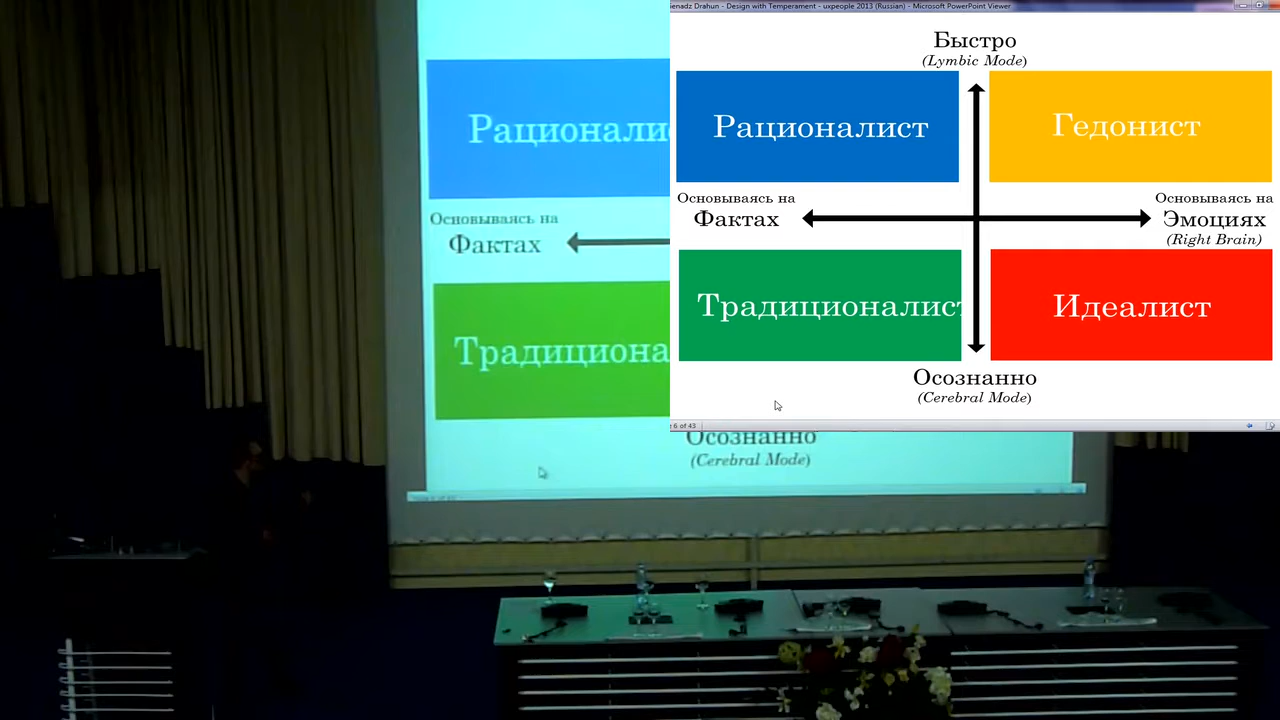 ienadz Drahun - Design with Temperament - uxpeople 2013 (Russian) - Microsoft PowerPoint Viewer
Быстро
(Lymbic Mode)
Рационалист
Гедонист
Основываясь на
Фактах
Основываясь на
Эмоциях
(Right Brain)
Традиционалист
Идеалист
Осознанно
(Cerebral Mode)
6 of 43
Рационали
Основываясь на
Фактах
Традициона
Осознанно
(Cerebral Mode)